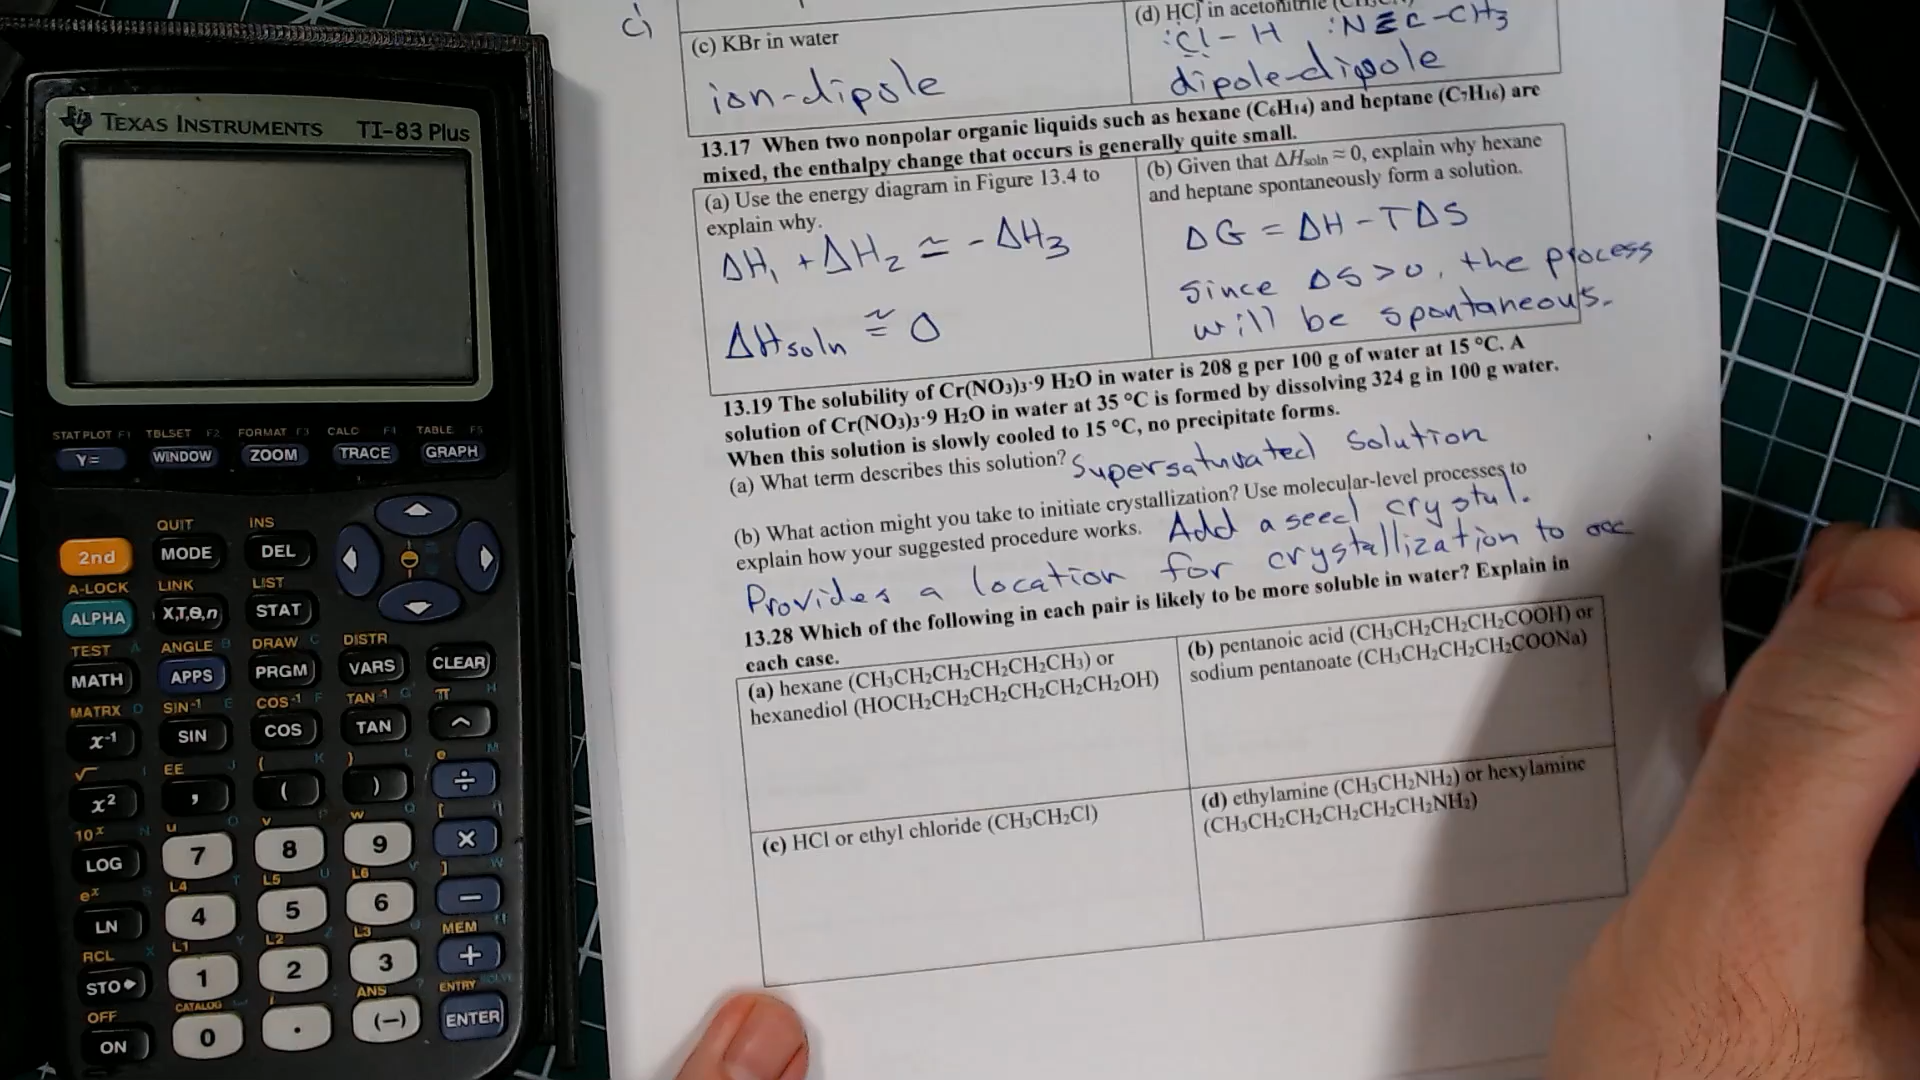 (d) HCl in acetonitrile
:Cl-H :N≡C-CH3
(c) KBr in water
ion-dipole
dipole-dipole
13.17 When two nonpolar organic liquids such as hexane (C₆H₁₄) and heptane (C₇H₁₆) are
mixed, the enthalpy change that occurs is generally quite small.
(a) Use the energy diagram in Figure 13.4 to
explain why.
ΔH₁ + ΔH₂ ≃ -ΔH₃
ΔHsoln ≅ 0
(b) Given that ΔHsoln ≈ 0, explain why hexane
and heptane spontaneously form a solution.
ΔG = ΔH - TΔS
since ΔS > 0, the process
will be spontaneous.
13.19 The solubility of Cr(NO₃)₃·9 H₂O in water is 208 g per 100 g of water at 15 °C. A
solution of Cr(NO₃)₃·9 H₂O in water at 35 °C is formed by dissolving 324 g in 100 g water.
When this solution is slowly cooled to 15 °C, no precipitate forms.
(a) What term describes this solution? Supersaturated solution
(b) What action might you take to initiate crystallization? Use molecular-level processes to
explain how your suggested procedure works. Add a seed crystal.
Provides a location for crystallization to occ
13.28 Which of the following in each pair is likely to be more soluble in water? Explain in
each case.
(a) hexane (CH₃CH₂CH₂CH₂CH₂CH₃) or
hexanediol (HOCH₂CH₂CH₂CH₂CH₂CH₂OH)
(b) pentanoic acid (CH₃CH₂CH₂CH₂COOH) or
sodium pentanoate (CH₃CH₂CH₂CH₂COONa)
(c) HCl or ethyl chloride (CH₃CH₂Cl)
(d) ethylamine (CH₃CH₂NH₂) or hexylamine
(CH₃CH₂CH₂CH₂CH₂CH₂NH₂)
TEXAS INSTRUMENTS TI-83 Plus
STAT PLOT F1 TBLSET F2 FORMAT F3 CALC F4 TABLE F5
Y= WINDOW ZOOM TRACE GRAPH
QUIT INS
2nd MODE DEL
A-LOCK LINK LIST
ALPHA X,T,Θ,n STAT
TEST A ANGLE B DRAW C DISTR
MATH APPS PRGM VARS CLEAR
MATRX D SIN⁻¹ E COS⁻¹ F TAN⁻¹ G π H
x⁻¹ SIN COS TAN ^
√ I EE J { K } L e M
x² , ( ) ÷
10ˣ N u O v P w Q [
LOG 7 8 9 ×
eˣ S L4 T L5 U L6 V ] W
LN 4 5 6 −
RCL X L1 Y L2 Z L3 MEM
STO▸ 1 2 3 +
OFF CATALOG i ANS ENTRY SOLVE
ON 0 . (−) ENTER